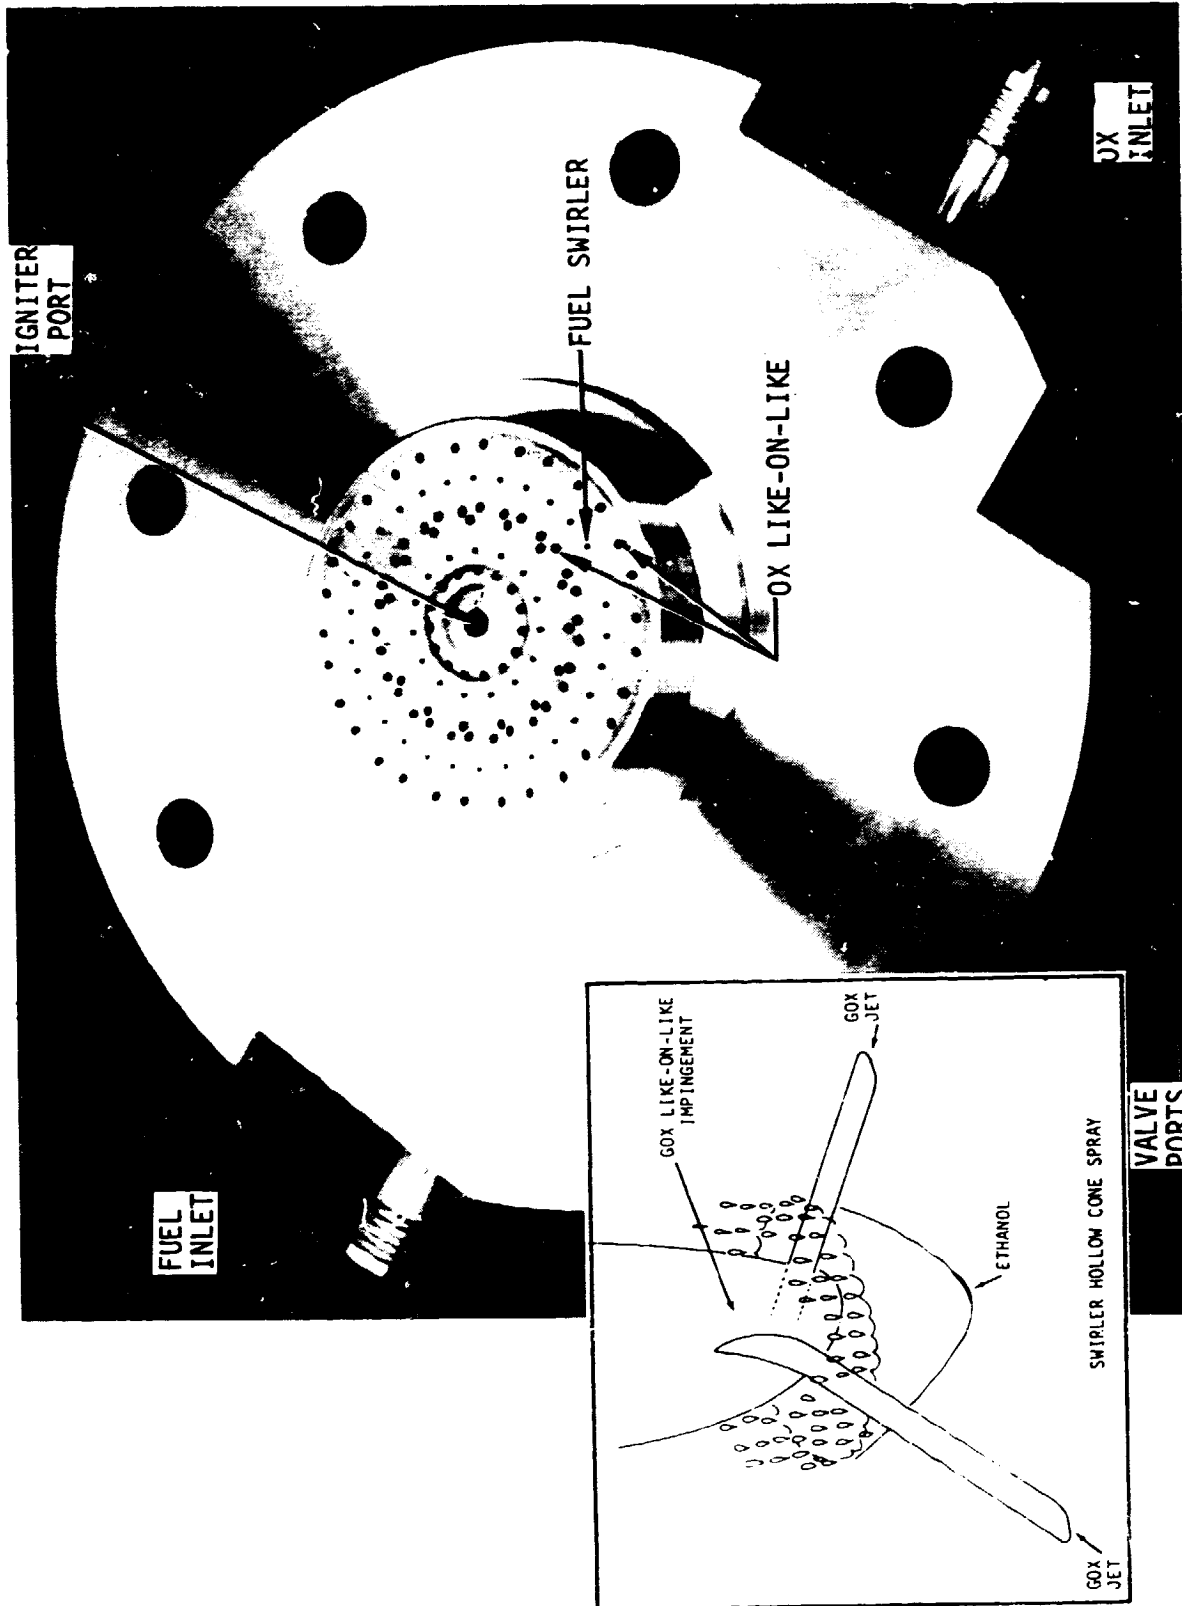 IGNITER
PORT
FUEL SWIRLER
OX LIKE-ON-LIKE
OX
INLET
FUEL
INLET
VALVE
PORTS
GOX LIKE-ON-LIKE
IMPINGEMENT
GOX
JET
ETHANOL
SWIRLER HOLLOW CONE SPRAY
GOX
JET